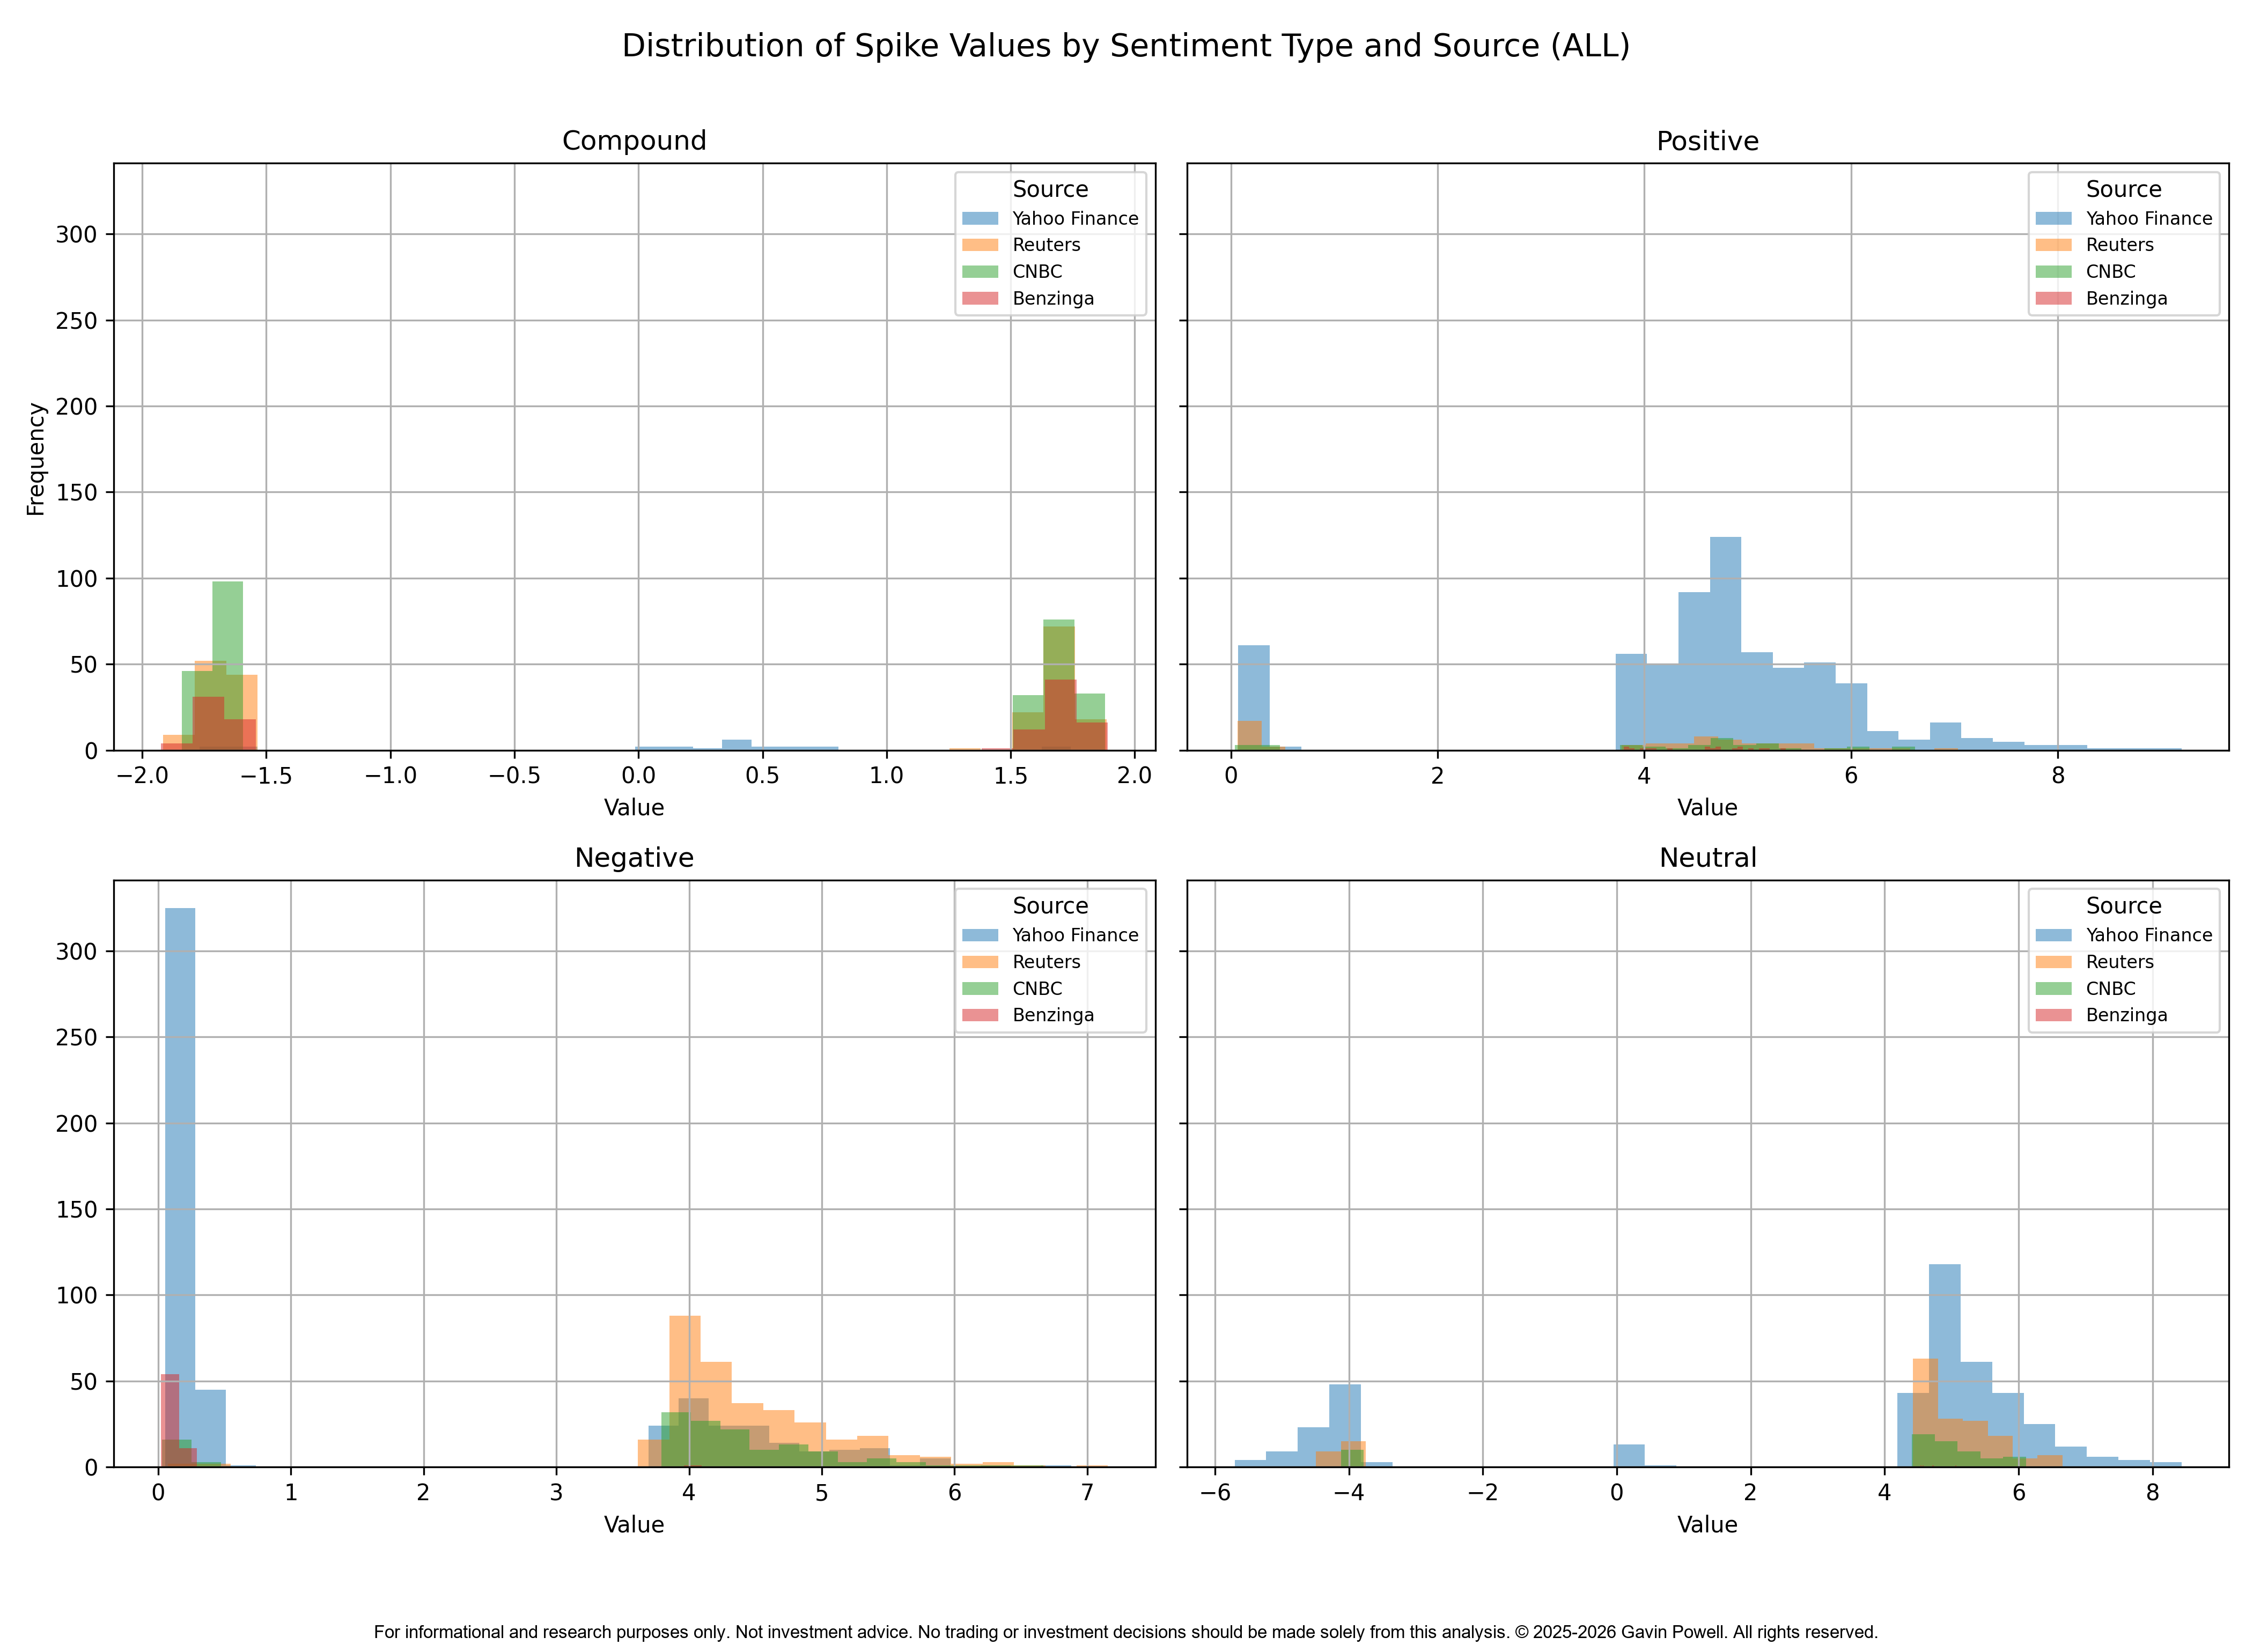 Distribution of Spike Values by Sentiment Type and Source (ALL)
Compound
Source
Yahoo Finance
Reuters
CNBC
Benzinga
Frequency
300
250
200
150
100
50
0
−2.0 −1.5 −1.0 −0.5 0.0 0.5 1.0 1.5 2.0
Value
Positive
Source
Yahoo Finance
Reuters
CNBC
Benzinga
0 2 4 6 8
Value
Negative
Source
Yahoo Finance
Reuters
CNBC
Benzinga
300
250
200
150
100
50
0
0 1 2 3 4 5 6 7
Value
Neutral
Source
Yahoo Finance
Reuters
CNBC
Benzinga
−6 −4 −2 0 2 4 6 8
Value
For informational and research purposes only. Not investment advice. No trading or investment decisions should be made solely from this analysis. © 2025-2026 Gavin Powell. All rights reserved.